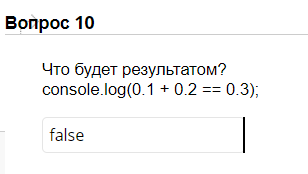 Вопрос 10
Что будет результатом?
console.log(0.1 + 0.2 == 0.3);
false